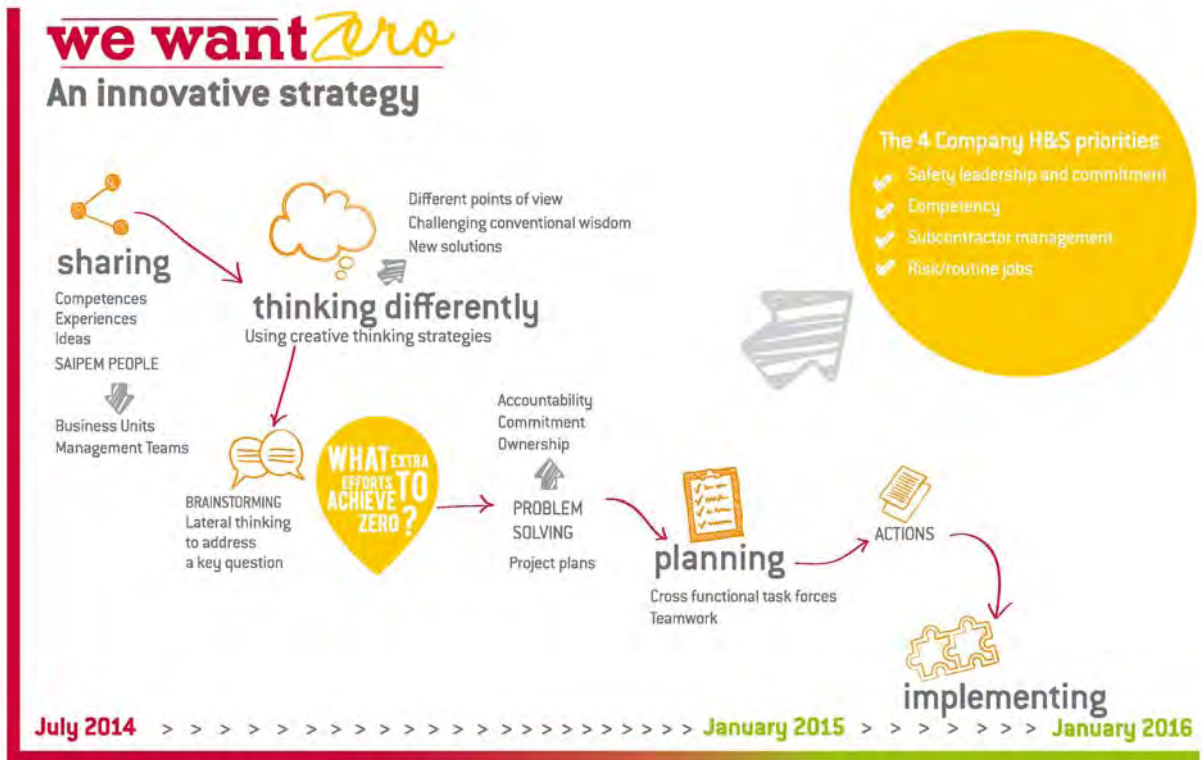 we want zero
An innovative strategy
The 4 Company H&S priorities
Safety leadership and commitment
Competency
Subcontractor management
Risk/routine jobs
sharing
Competences
Experiences
Ideas
SAIPEM PEOPLE
Business Units
Management Teams
Different points of view
Challenging conventional wisdom
New solutions
thinking differently
Using creative thinking strategies
BRAINSTORMING
Lateral thinking
to address
a key question
WHAT EXTRA
EFFORTS TO
ACHIEVE
ZERO?
Accountability
Commitment
Ownership
PROBLEM
SOLVING
Project plans
planning
Cross functional task forces
Teamwork
ACTIONS
implementing
July 2014 > > > > > > > > > > > > > > > > > > > > > > > > > > > > January 2015 > > > > > > > January 2016